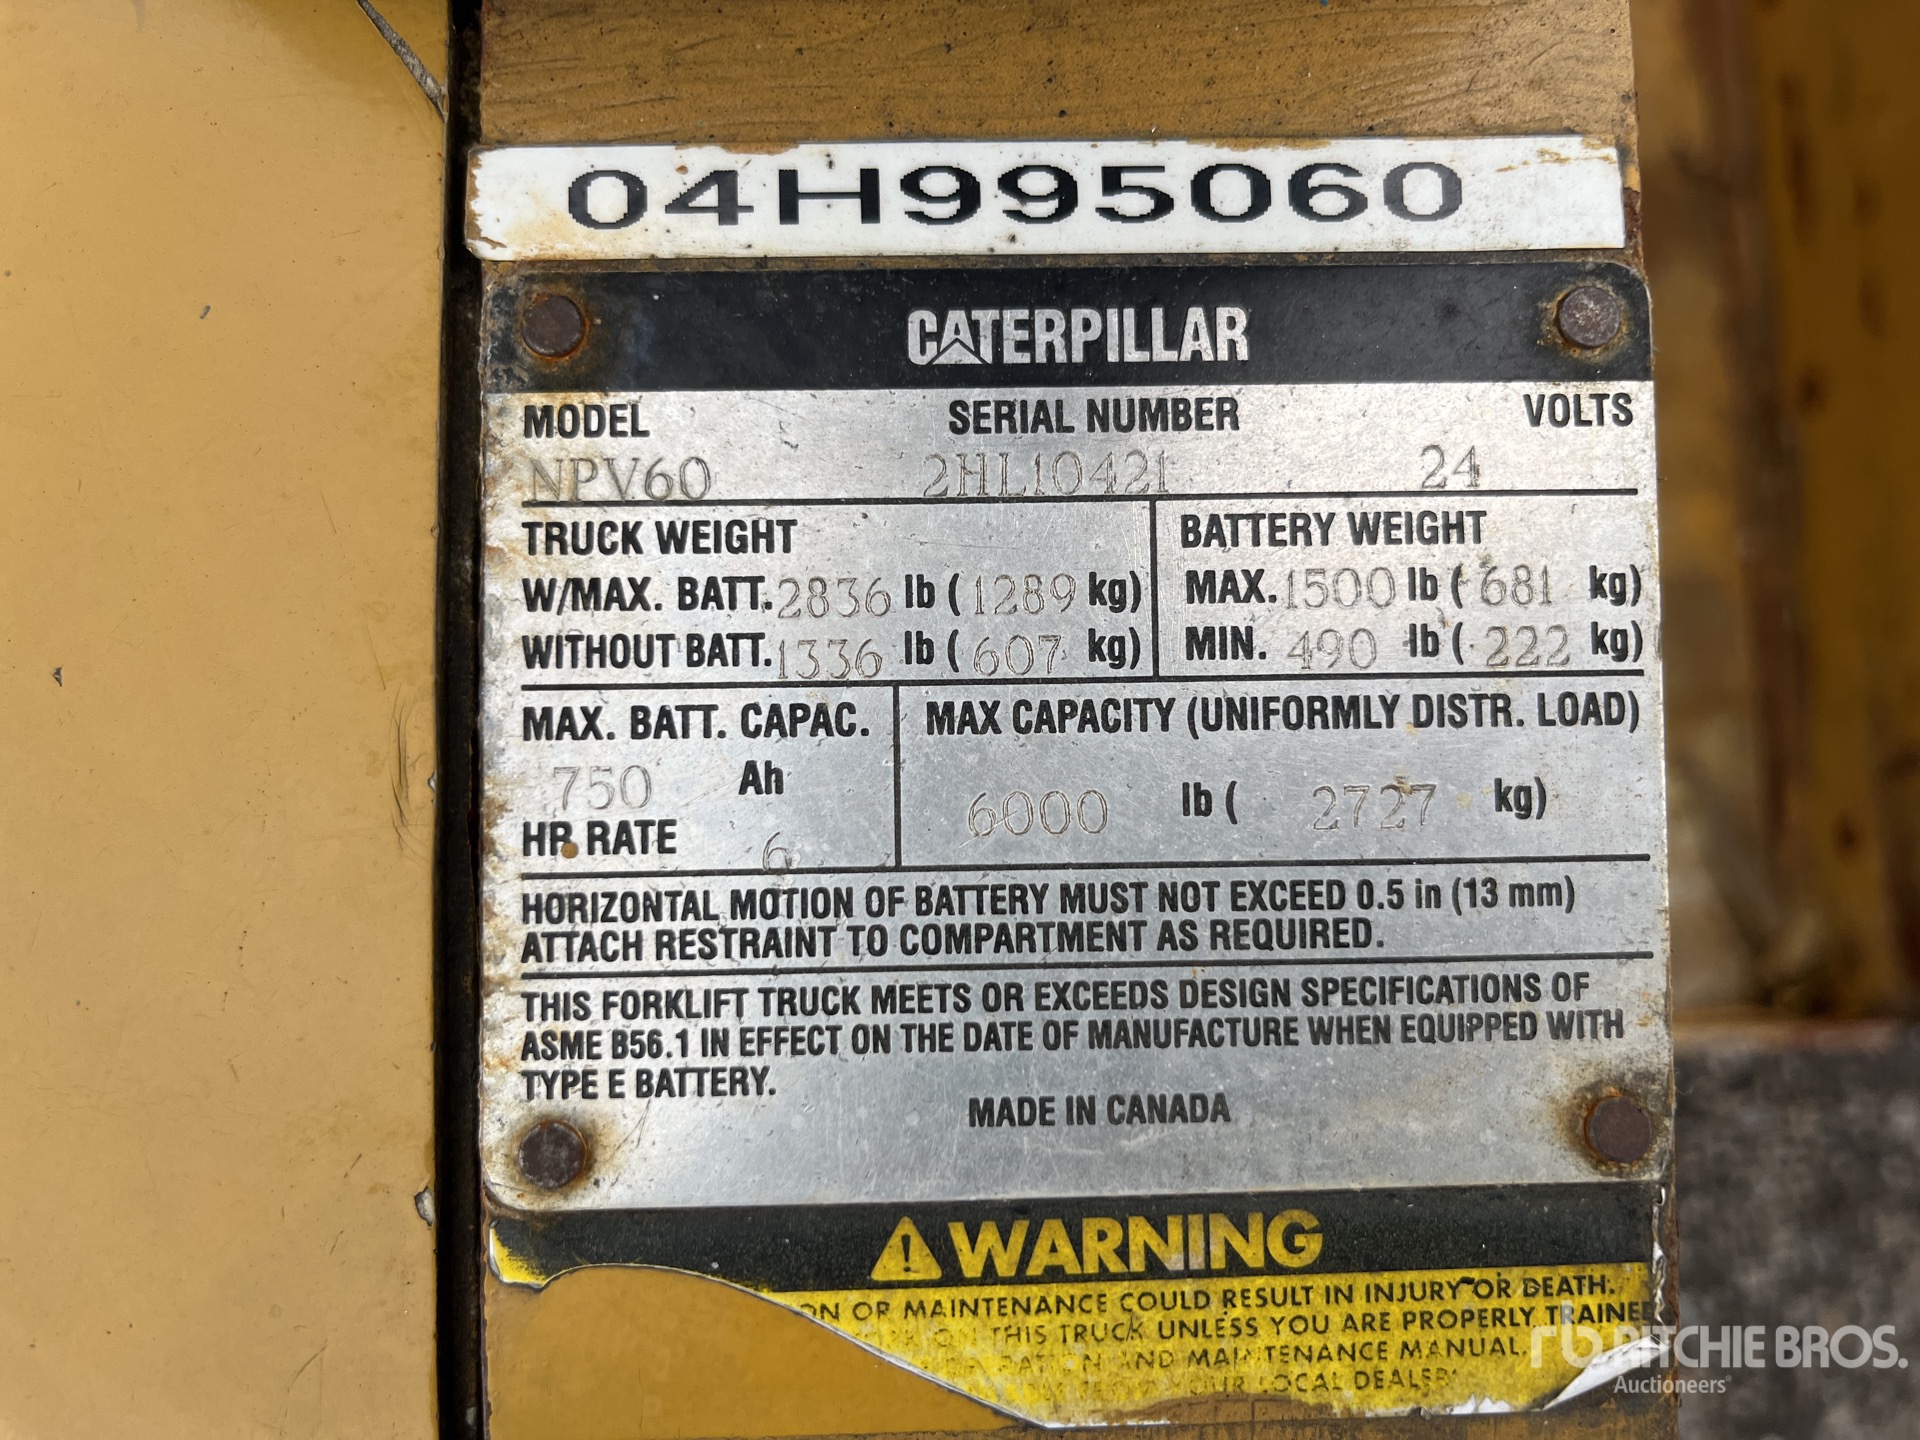 04H995060
CATERPILLAR
MODEL SERIAL NUMBER VOLTS
NPV60 2HL10421 24
TRUCK WEIGHT
W/MAX. BATT. 2836 lb ( 1289 kg)
WITHOUT BATT. 1336 lb ( 607 kg)
BATTERY WEIGHT
MAX. 1500 lb ( 681 kg)
MIN. 490 lb ( 222 kg)
MAX. BATT. CAPAC.
750 Ah
HR RATE 6
MAX CAPACITY (UNIFORMLY DISTR. LOAD)
6000 lb ( 2727 kg)
HORIZONTAL MOTION OF BATTERY MUST NOT EXCEED 0.5 in (13 mm)
ATTACH RESTRAINT TO COMPARTMENT AS REQUIRED.
THIS FORKLIFT TRUCK MEETS OR EXCEEDS DESIGN SPECIFICATIONS OF
ASME B56.1 IN EFFECT ON THE DATE OF MANUFACTURE WHEN EQUIPPED WITH
TYPE E BATTERY.
MADE IN CANADA
WARNING
OR MAINTENANCE COULD RESULT IN INJURY OR DEATH.
ON THIS TRUCK UNLESS YOU ARE PROPERLY TRAINED
AND MAINTENANCE MANUAL.
YOUR LOCAL DEALER
rb RITCHIE BROS.
Auctioneers